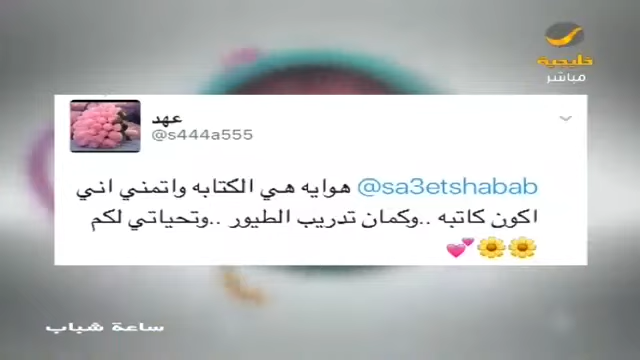 خليجية
مباشر
عهد
@s444a555
@sa3etshabab هوايه هي الكتابه واتمني اني
اكون كاتبه ..وكمان تدريب الطيور ..وتحياتي لكم
🌼🌼💕
ساعة شباب